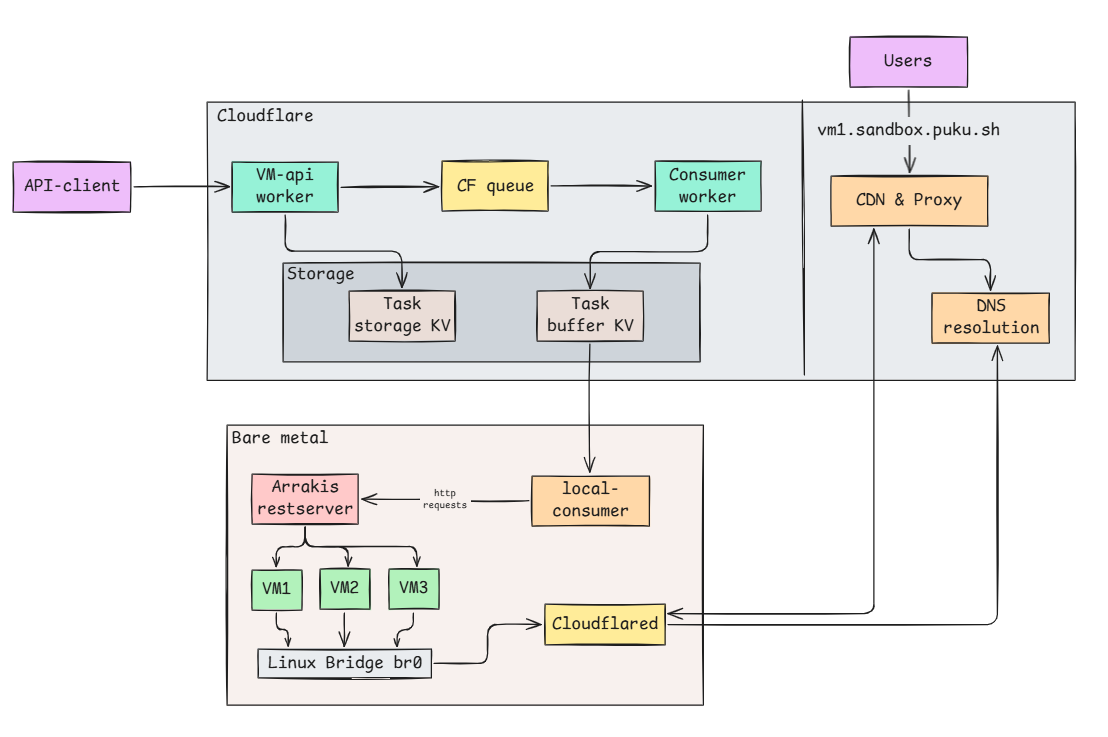 Users
Cloudflare
vm1.sandbox.puku.sh
API-client
VM-api
worker
CF queue
Consumer
worker
CDN & Proxy
Storage
Task
storage KV
Task
buffer KV
DNS
resolution
Bare metal
Arrakis
restserver
http
requests
local-
consumer
VM1
VM2
VM3
Cloudflared
Linux Bridge br0